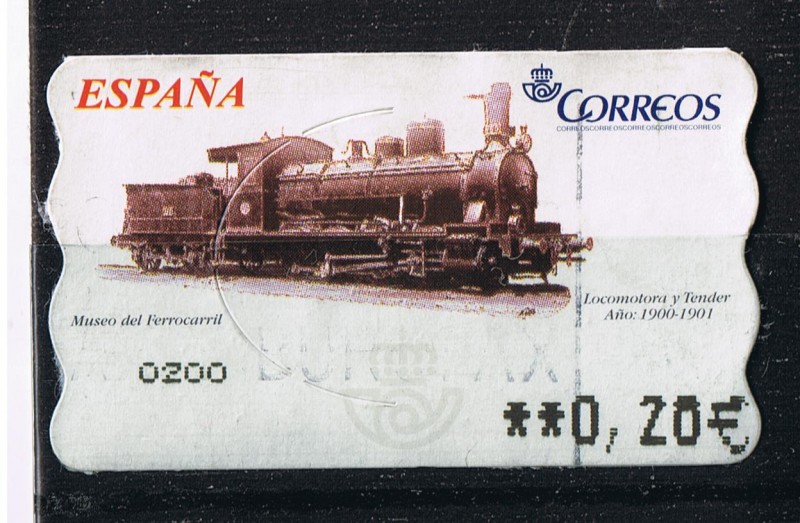 ESPAÑA
CORREOS
CORREOSCORREOSCORREOSCORREOSCORREOS
Museo del Ferrocarril
Locomotora y Tender
Año: 1900-1901
0200
**0,20€